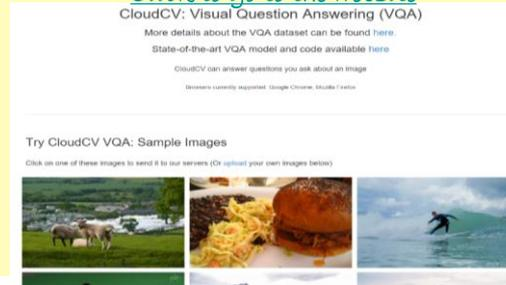 CloudCV: Visual Question Answering (VQA)
More details about the VQA dataset can be found here.
State-of-the-art VQA model and code available here
CloudCV can answer questions you ask about an image
Browsers currently supported: Google Chrome, Mozilla Firefox
Try CloudCV VQA: Sample Images
Click on one of these images to send it to our servers (Or upload your own images below)